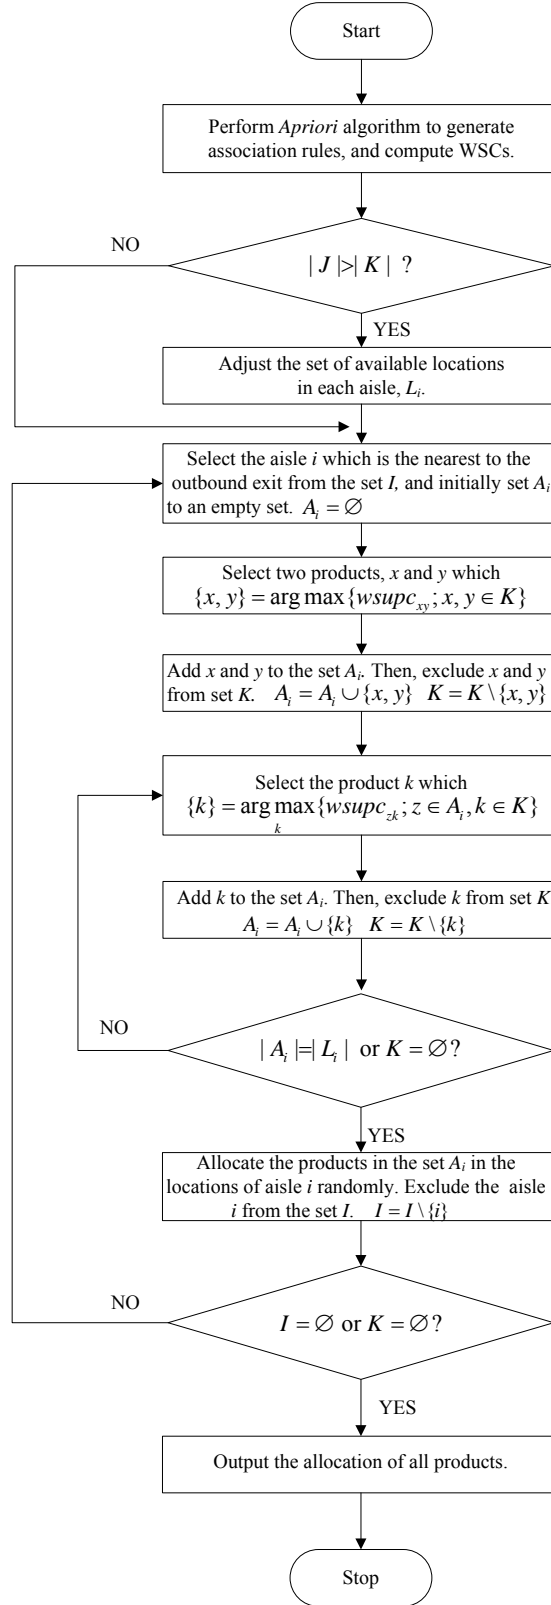 Start
Perform Apriori algorithm to generate
association rules, and compute WSCs.
NO
| J |>| K | ?
YES
Adjust the set of available locations
in each aisle, Lᵢ.
Select the aisle i which is the nearest to the
outbound exit from the set I, and initially set Aᵢ
to an empty set. Aᵢ = ∅
Select two products, x and y which
{x, y} = arg max{wsupc_xy; x, y ∈ K}
Add x and y to the set Aᵢ. Then, exclude x and y
from set K. Aᵢ = Aᵢ ∪ {x, y} K = K \ {x, y}
Select the product k which
{k} = arg max{wsupc_zk; z ∈ Aᵢ, k ∈ K}
k
Add k to the set Aᵢ. Then, exclude k from set K
Aᵢ = Aᵢ ∪ {k} K = K \ {k}
NO
| Aᵢ |=| Lᵢ | or K = ∅?
YES
Allocate the products in the set Aᵢ in the
locations of aisle i randomly. Exclude the aisle
i from the set I. I = I \ {i}
NO
I = ∅ or K = ∅?
YES
Output the allocation of all products.
Stop